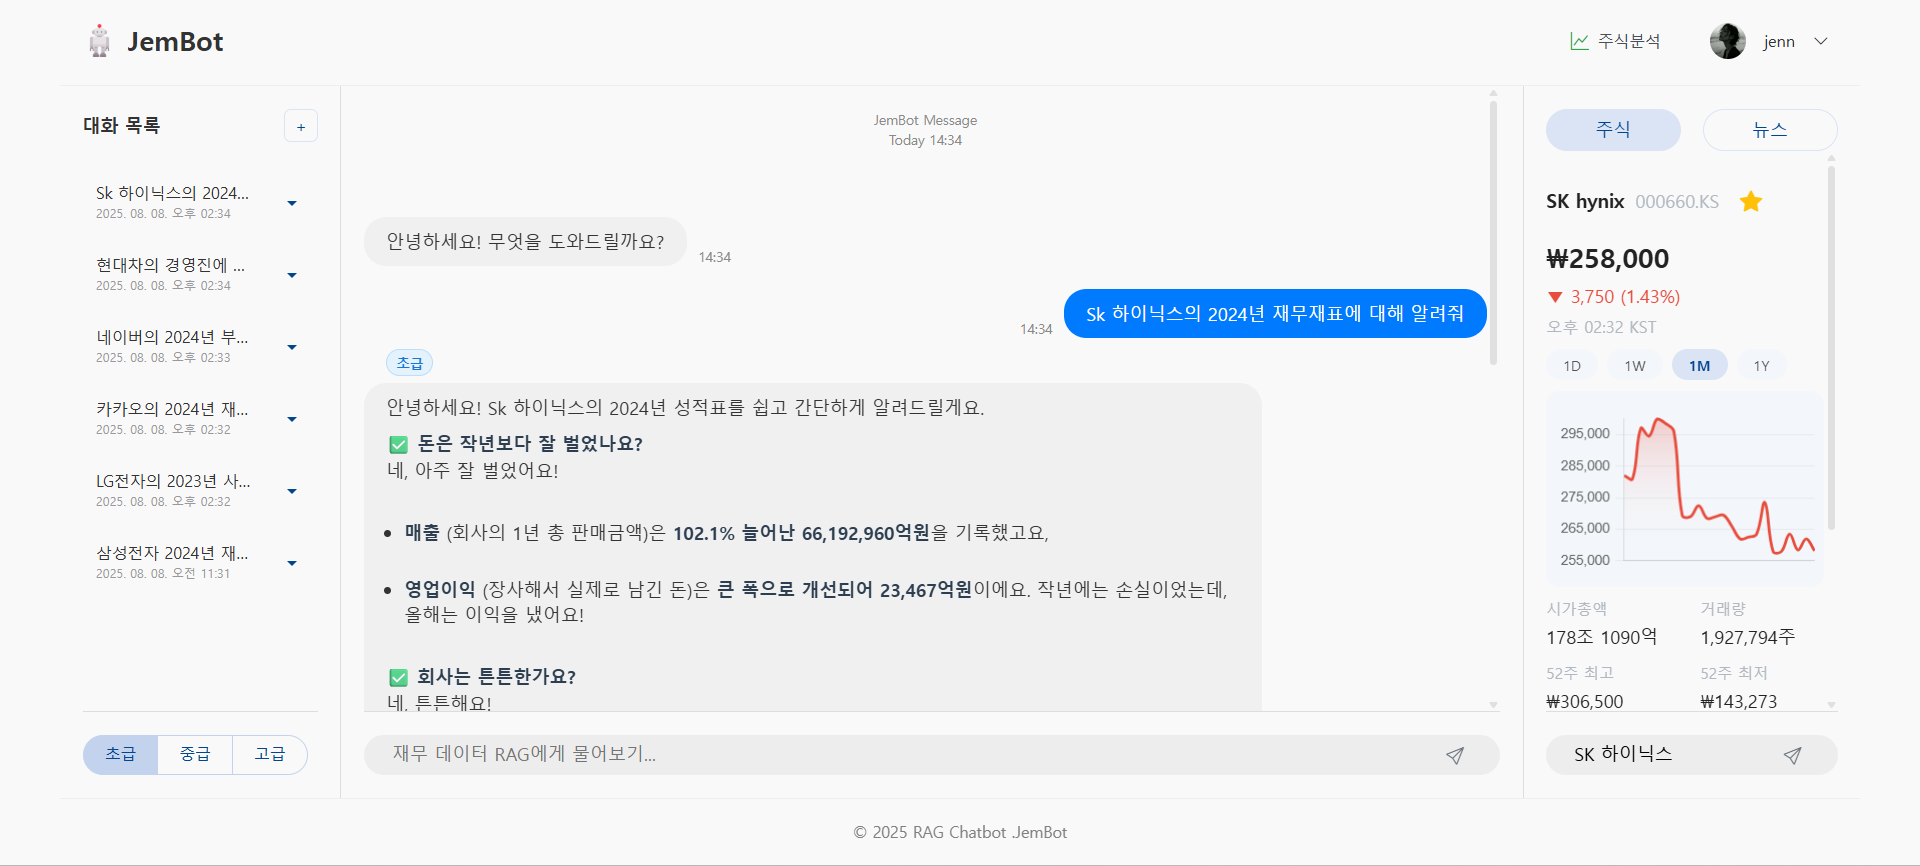 JemBot
주식분석
jenn
대화 목록
+
Sk 하이닉스의 2024...
2025. 08. 08. 오후 02:34
현대차의 경영진에 ...
2025. 08. 08. 오후 02:34
네이버의 2024년 부...
2025. 08. 08. 오후 02:33
카카오의 2024년 재...
2025. 08. 08. 오후 02:32
LG전자의 2023년 사...
2025. 08. 08. 오후 02:32
삼성전자 2024년 재...
2025. 08. 08. 오전 11:31
초급 중급 고급
JemBot Message
Today 14:34
안녕하세요! 무엇을 도와드릴까요?
14:34
Sk 하이닉스의 2024년 재무재표에 대해 알려줘
14:34
초급
안녕하세요! Sk 하이닉스의 2024년 성적표를 쉽고 간단하게 알려드릴게요.
✅ 돈은 작년보다 잘 벌었나요?
네, 아주 잘 벌었어요!
• 매출 (회사의 1년 총 판매금액)은 102.1% 늘어난 66,192,960억원을 기록했고요,
• 영업이익 (장사해서 실제로 남긴 돈)은 큰 폭으로 개선되어 23,467억원이에요. 작년에는 손실이었는데,
올해는 이익을 냈어요!
✅ 회사는 튼튼한가요?
네, 튼튼해요!
재무 데이터 RAG에게 물어보기...
주식 뉴스
SK hynix 000660.KS
₩258,000
▼ 3,750 (1.43%)
오후 02:32 KST
1D 1W 1M 1Y
295,000
285,000
275,000
265,000
255,000
시가총액 거래량
178조 1090억 1,927,794주
52주 최고 52주 최저
₩306,500 ₩143,273
SK 하이닉스
© 2025 RAG Chatbot JemBot